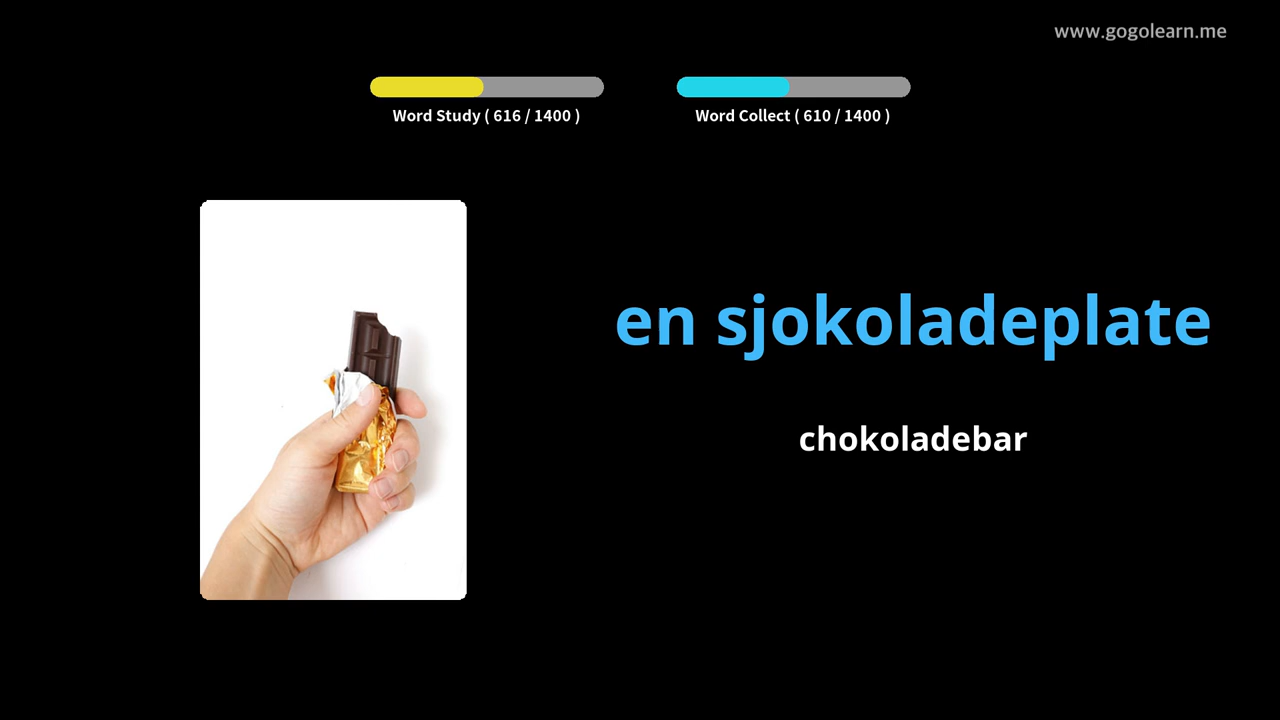 www.gogolearn.me
Word Study ( 616 / 1400 )
Word Collect ( 610 / 1400 )
en sjokoladeplate
chokoladebar